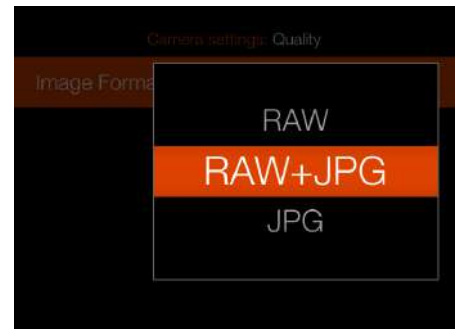 Camera settings: Quality
Image Forma
RAW
RAW+JPG
JPG